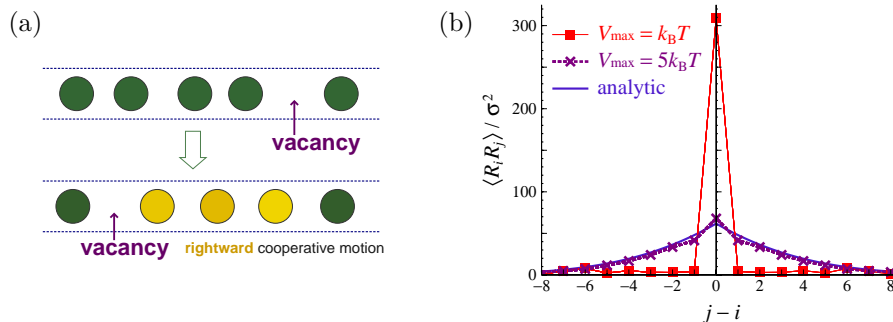 (a)
vacancy
vacancy
rightward cooperative motion
(b)
⟨R_i R_j⟩ / σ²
300
200
100
50
0
V_max = k_B T
V_max = 5k_B T
analytic
−8 −6 −4 −2 0 2 4 6 8
j − i